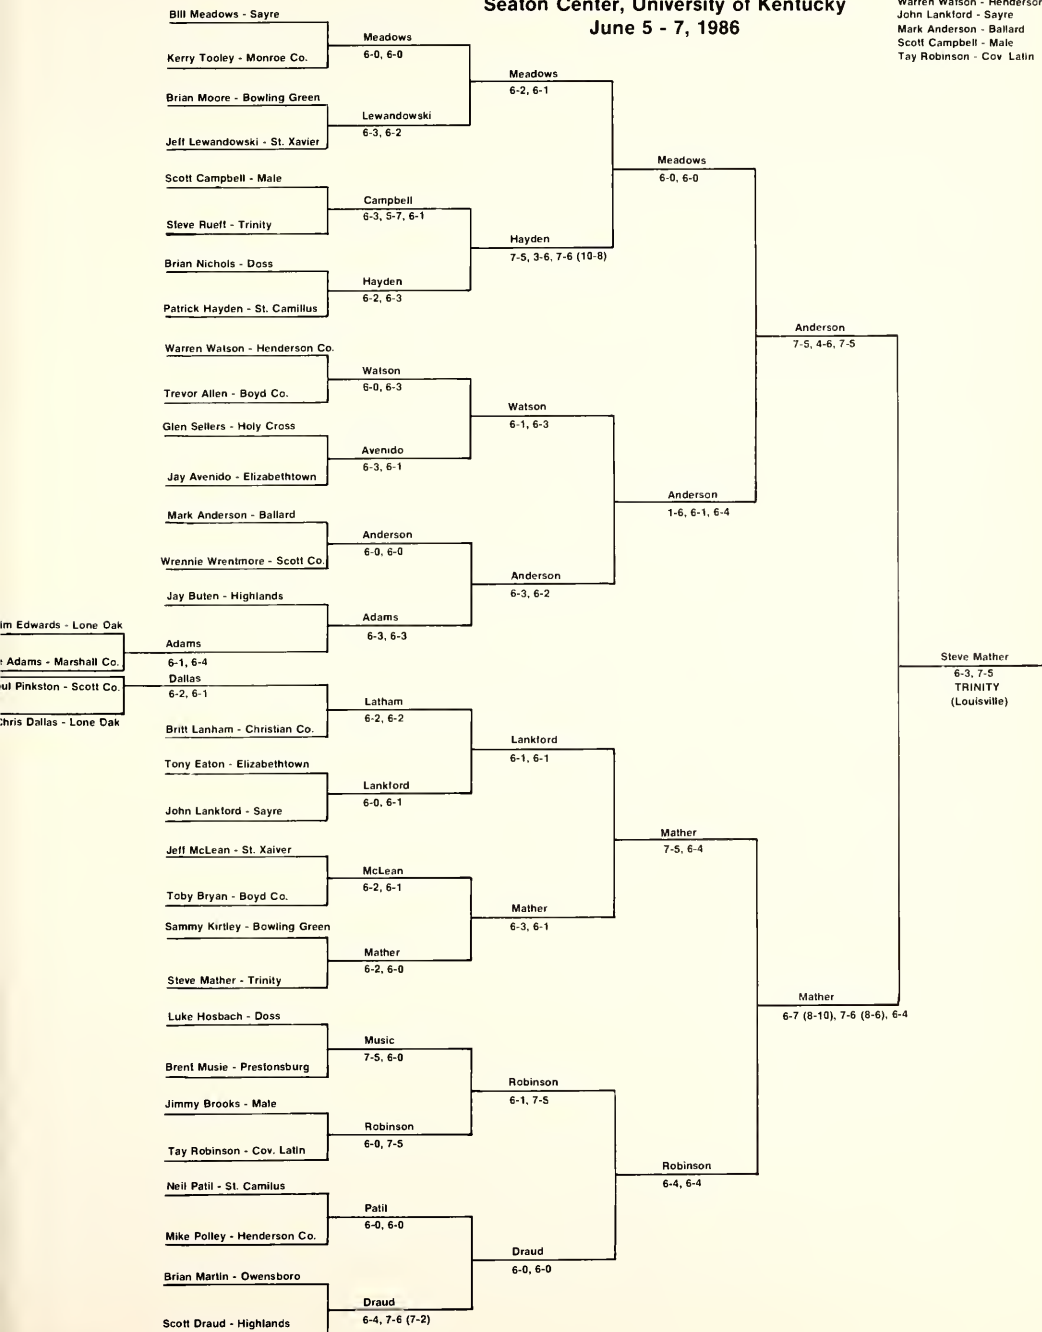 Seaton Center, University of Kentucky
June 5 - 7, 1986
Warren Watson - Henderson
John Lankford - Sayre
Mark Anderson - Ballard
Scott Campbell - Male
Tay Robinson - Cov Latin
Bill Meadows - Sayre
Kerry Tooley - Monroe Co.
Brian Moore - Bowling Green
Jeff Lewandowski - St. Xavier
Scott Campbell - Male
Steve Rueff - Trinity
Brian Nichols - Doss
Patrick Hayden - St. Camillus
Warren Watson - Henderson Co.
Trevor Allen - Boyd Co.
Glen Sellers - Holy Cross
Jay Avenido - Elizabethtown
Mark Anderson - Ballard
Wrennie Wrentmore - Scott Co.
Jay Buten - Highlands
im Edwards - Lone Oak
Adams - Marshall Co.
Adams
6-1, 6-4
ul Pinkston - Scott Co.
Chris Dallas - Lone Oak
Dallas
6-2, 6-1
Britt Lanham - Christian Co.
Tony Eaton - Elizabethtown
John Lankford - Sayre
Jeff McLean - St. Xaiver
Toby Bryan - Boyd Co.
Sammy Kirtley - Bowling Green
Steve Mather - Trinity
Luke Hosbach - Doss
Brent Musie - Prestonsburg
Jimmy Brooks - Male
Tay Robinson - Cov. Latin
Neil Patil - St. Camilus
Mike Polley - Henderson Co.
Brian Martin - Owensboro
Scott Draud - Highlands
Meadows
6-0, 6-0
Lewandowski
6-3, 6-2
Campbell
6-3, 5-7, 6-1
Hayden
6-2, 6-3
Watson
6-0, 6-3
Avenido
6-3, 6-1
Anderson
6-0, 6-0
Adams
6-3, 6-3
Latham
6-2, 6-2
Lankford
6-0, 6-1
McLean
6-2, 6-1
Mather
6-2, 6-0
Music
7-5, 6-0
Robinson
6-0, 7-5
Patil
6-0, 6-0
Draud
6-4, 7-6 (7-2)
Meadows
6-2, 6-1
Hayden
7-5, 3-6, 7-6 (10-8)
Watson
6-1, 6-3
Anderson
6-3, 6-2
Lankford
6-1, 6-1
Mather
6-3, 6-1
Robinson
6-1, 7-5
Draud
6-0, 6-0
Meadows
6-0, 6-0
Anderson
1-6, 6-1, 6-4
Mather
7-5, 6-4
Robinson
6-4, 6-4
Anderson
7-5, 4-6, 7-5
Mather
6-7 (8-10), 7-6 (8-6), 6-4
Steve Mather
6-3, 7-5
TRINITY
(Louisville)